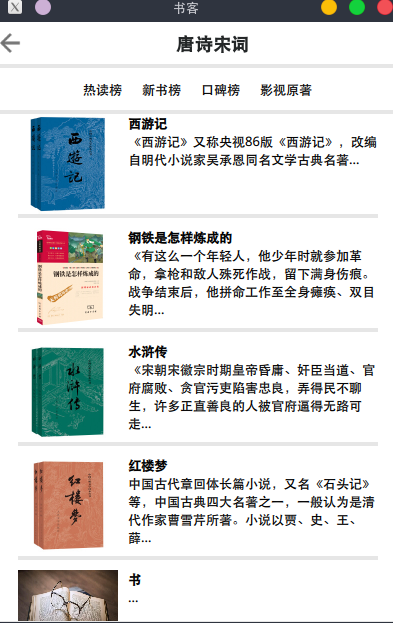 书客
唐诗宋词
热读榜 新书榜 口碑榜 影视原著
西游记
《西游记》又称央视86版《西游记》，改编
自明代小说家吴承恩同名文学古典名著...
西遊記
钢铁是怎样炼成的
《有这么一个年轻人，他少年时就参加革
命，拿枪和敌人殊死作战，留下满身伤痕。
战争结束后，他拼命工作至全身瘫痪、双目
失明...
钢铁是怎样炼成的
水浒传
《宋朝宋徽宗时期皇帝昏庸、奸臣当道、官
府腐败、贪官污吏陷害忠良，弄得民不聊
生，许多正直善良的人被官府逼得无路可
走...
水浒传
红楼梦
中国古代章回体长篇小说，又名《石头记》
等，中国古典四大名著之一，一般认为是清
代作家曹雪芹所著。小说以贾、史、王、
薛...
红楼夢
书
...